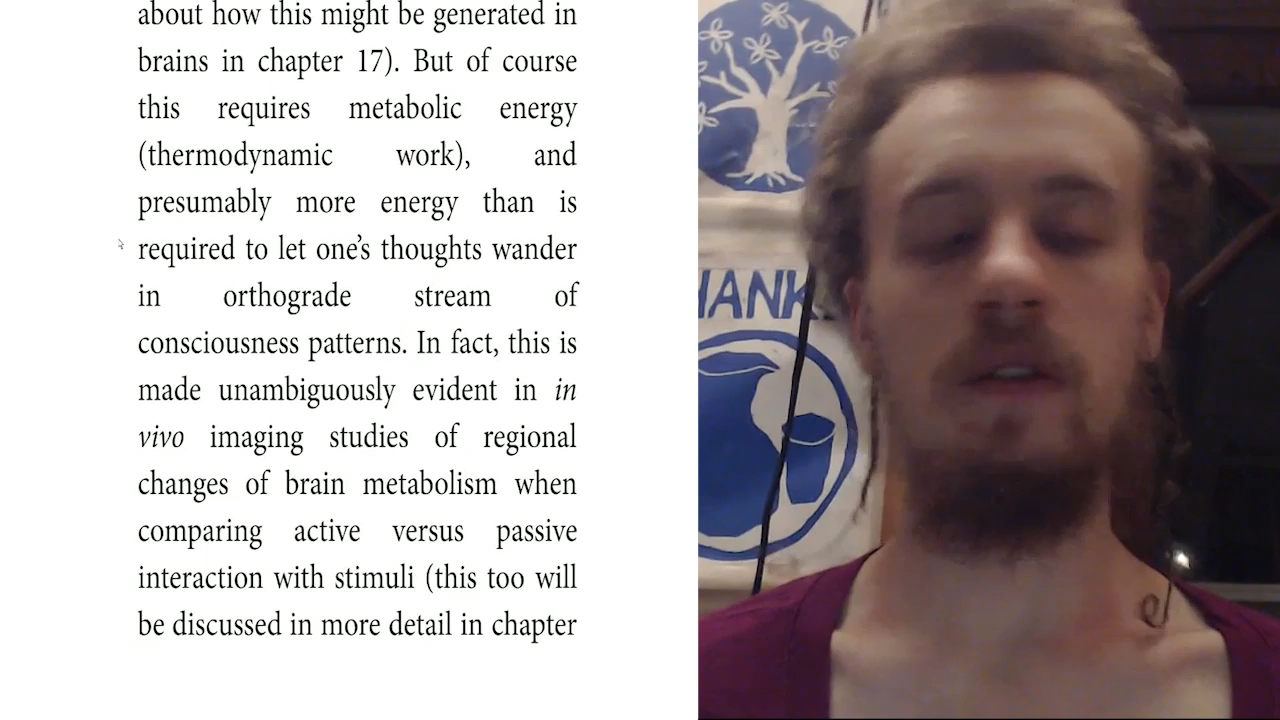 about how this might be generated in
brains in chapter 17). But of course
this requires metabolic energy
(thermodynamic work), and
presumably more energy than is
required to let one’s thoughts wander
in orthograde stream of
consciousness patterns. In fact, this is
made unambiguously evident in in
vivo imaging studies of regional
changes of brain metabolism when
comparing active versus passive
interaction with stimuli (this too will
be discussed in more detail in chapter
HANK